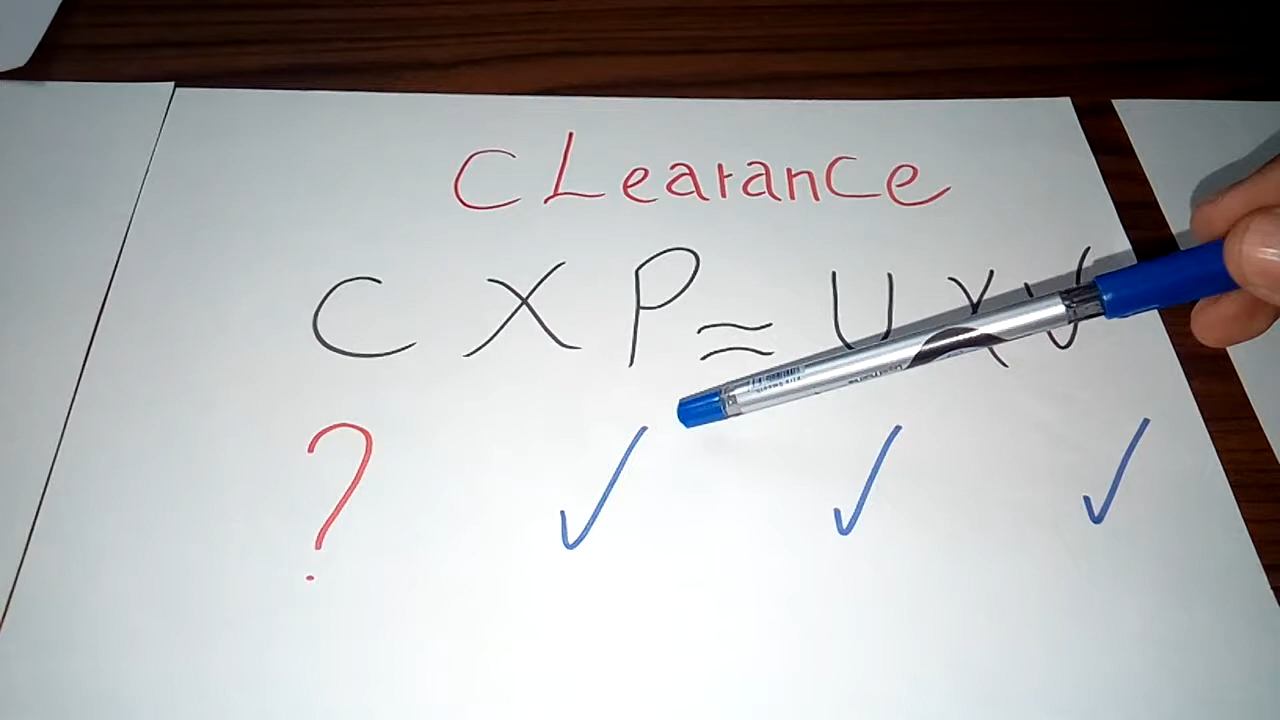 CLearance
C X P ≈ U X V
? ✓ ✓ ✓